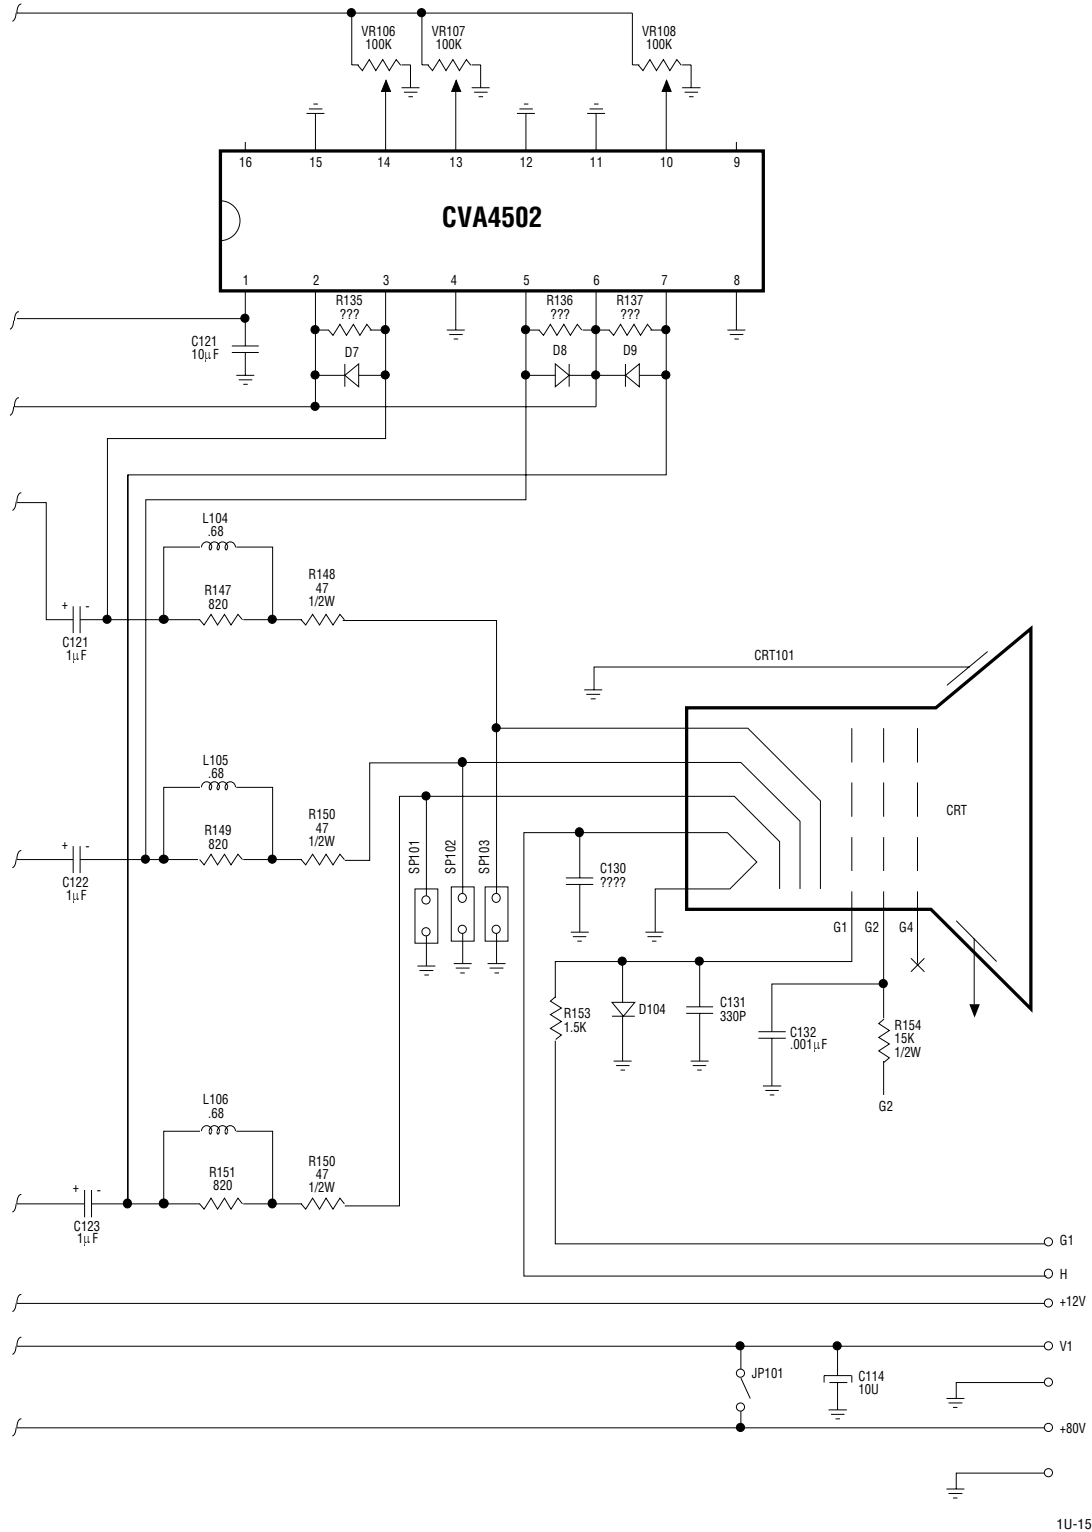 VR106
100K
VR107
100K
VR108
100K
16 15 14 13 12 11 10 9
CVA4502
1 2 3 4 5 6 7 8
R135
???
R136
???
R137
???
C121
10μF
D7
D8
D9
L104
.68
R147
820
R148
47
1/2W
+ -
C121
1μF
CRT101
L105
.68
R149
820
R150
47
1/2W
+ -
C122
1μF
SP101
SP102
SP103
C130
????
CRT
G1
G2
G4
R153
1.5K
D104
C131
330P
C132
.001μF
R154
15K
1/2W
G2
L106
.68
R151
820
R150
47
1/2W
+ -
C123
1μF
G1
H
+12V
V1
JP101
C114
10U
+80V
1U-15